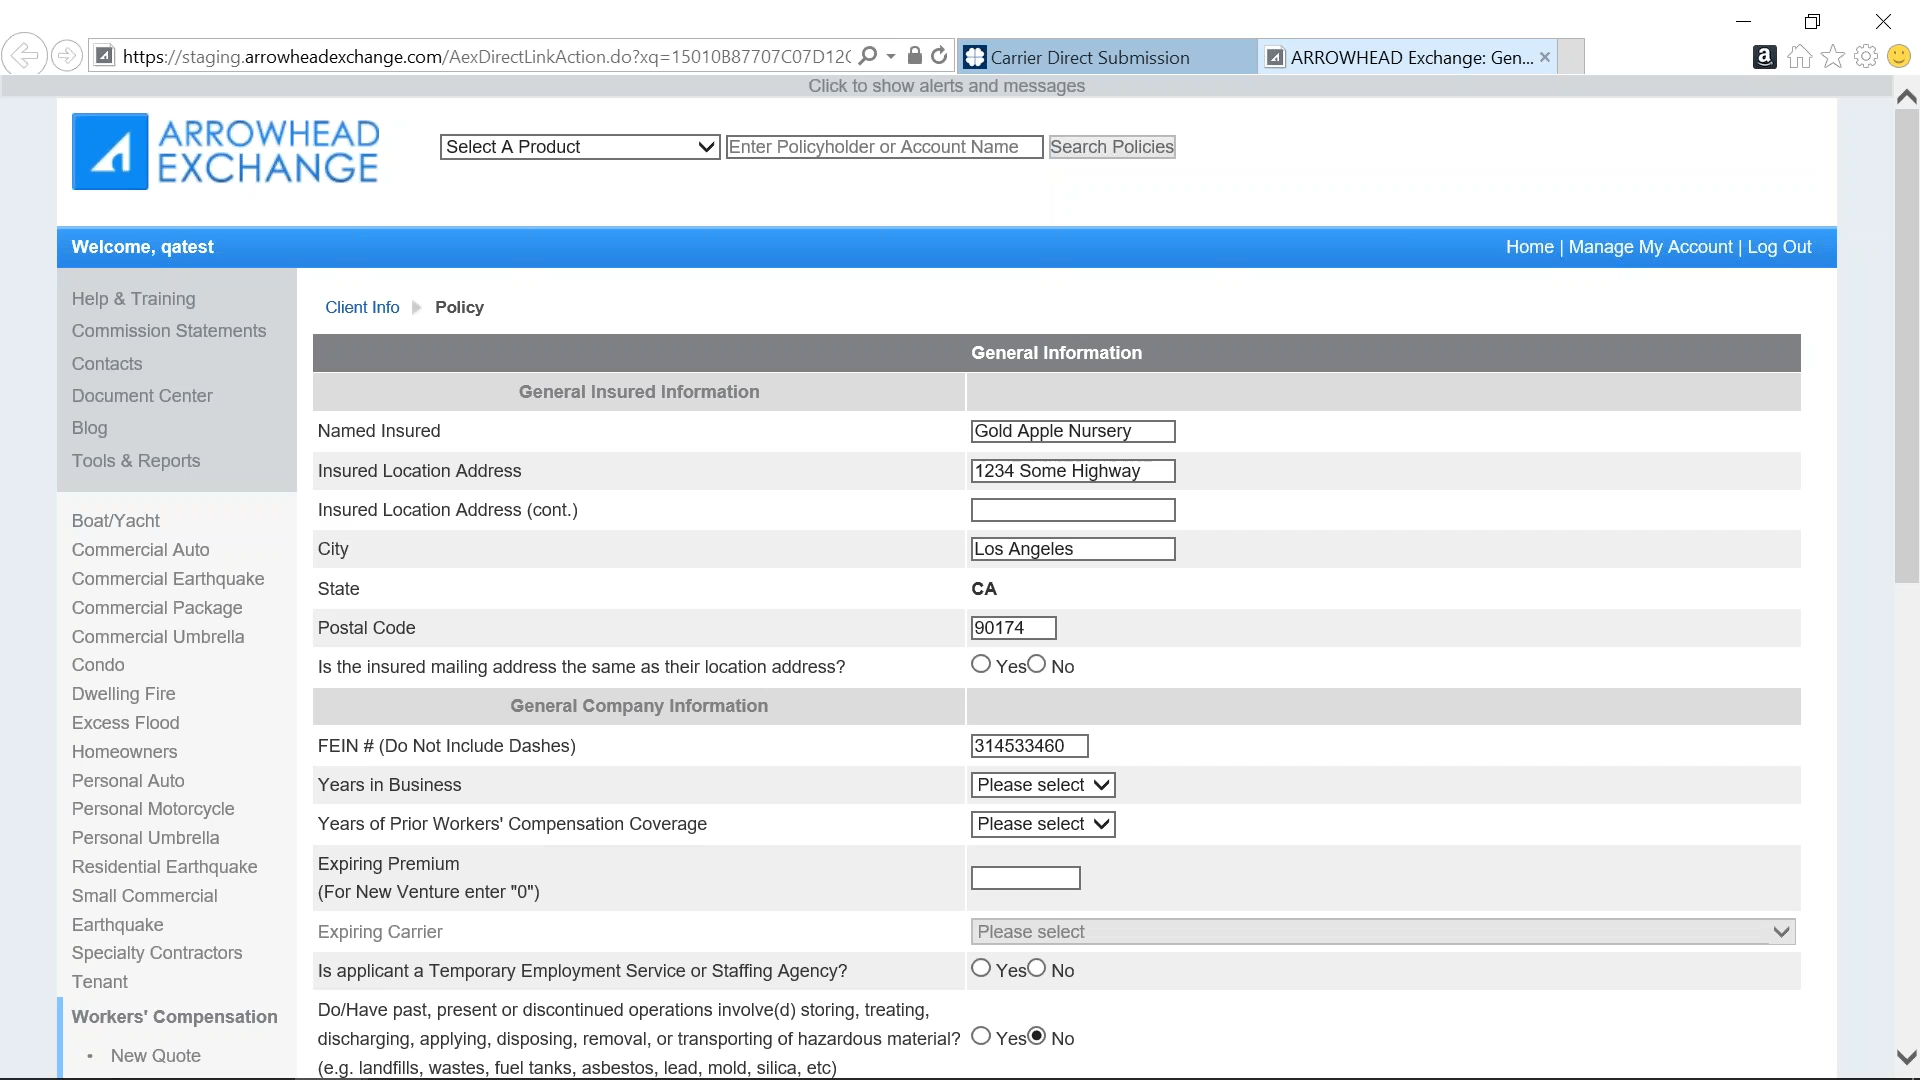 https://staging.arrowheadexchange.com/AexDirectLinkAction.do?xq=15010B87707C07D12
Carrier Direct Submission
ARROWHEAD Exchange: Gen...
Click to show alerts and messages
ARROWHEAD
EXCHANGE
Select A Product
Enter Policyholder or Account Name
Search Policies
Welcome, qatest
Home | Manage My Account | Log Out
Help & Training
Commission Statements
Contacts
Document Center
Blog
Tools & Reports
Boat/Yacht
Commercial Auto
Commercial Earthquake
Commercial Package
Commercial Umbrella
Condo
Dwelling Fire
Excess Flood
Homeowners
Personal Auto
Personal Motorcycle
Personal Umbrella
Residential Earthquake
Small Commercial
Earthquake
Specialty Contractors
Tenant
Workers' Compensation
• New Quote
Client Info Policy
General Information
General Insured Information
Named Insured Gold Apple Nursery
Insured Location Address 1234 Some Highway
Insured Location Address (cont.)
City Los Angeles
State CA
Postal Code 90174
Is the insured mailing address the same as their location address? Yes No
General Company Information
FEIN # (Do Not Include Dashes) 314533460
Years in Business Please select
Years of Prior Workers' Compensation Coverage Please select
Expiring Premium
(For New Venture enter "0")
Expiring Carrier Please select
Is applicant a Temporary Employment Service or Staffing Agency? Yes No
Do/Have past, present or discontinued operations involve(d) storing, treating,
discharging, applying, disposing, removal, or transporting of hazardous material? Yes No
(e.g. landfills, wastes, fuel tanks, asbestos, lead, mold, silica, etc)